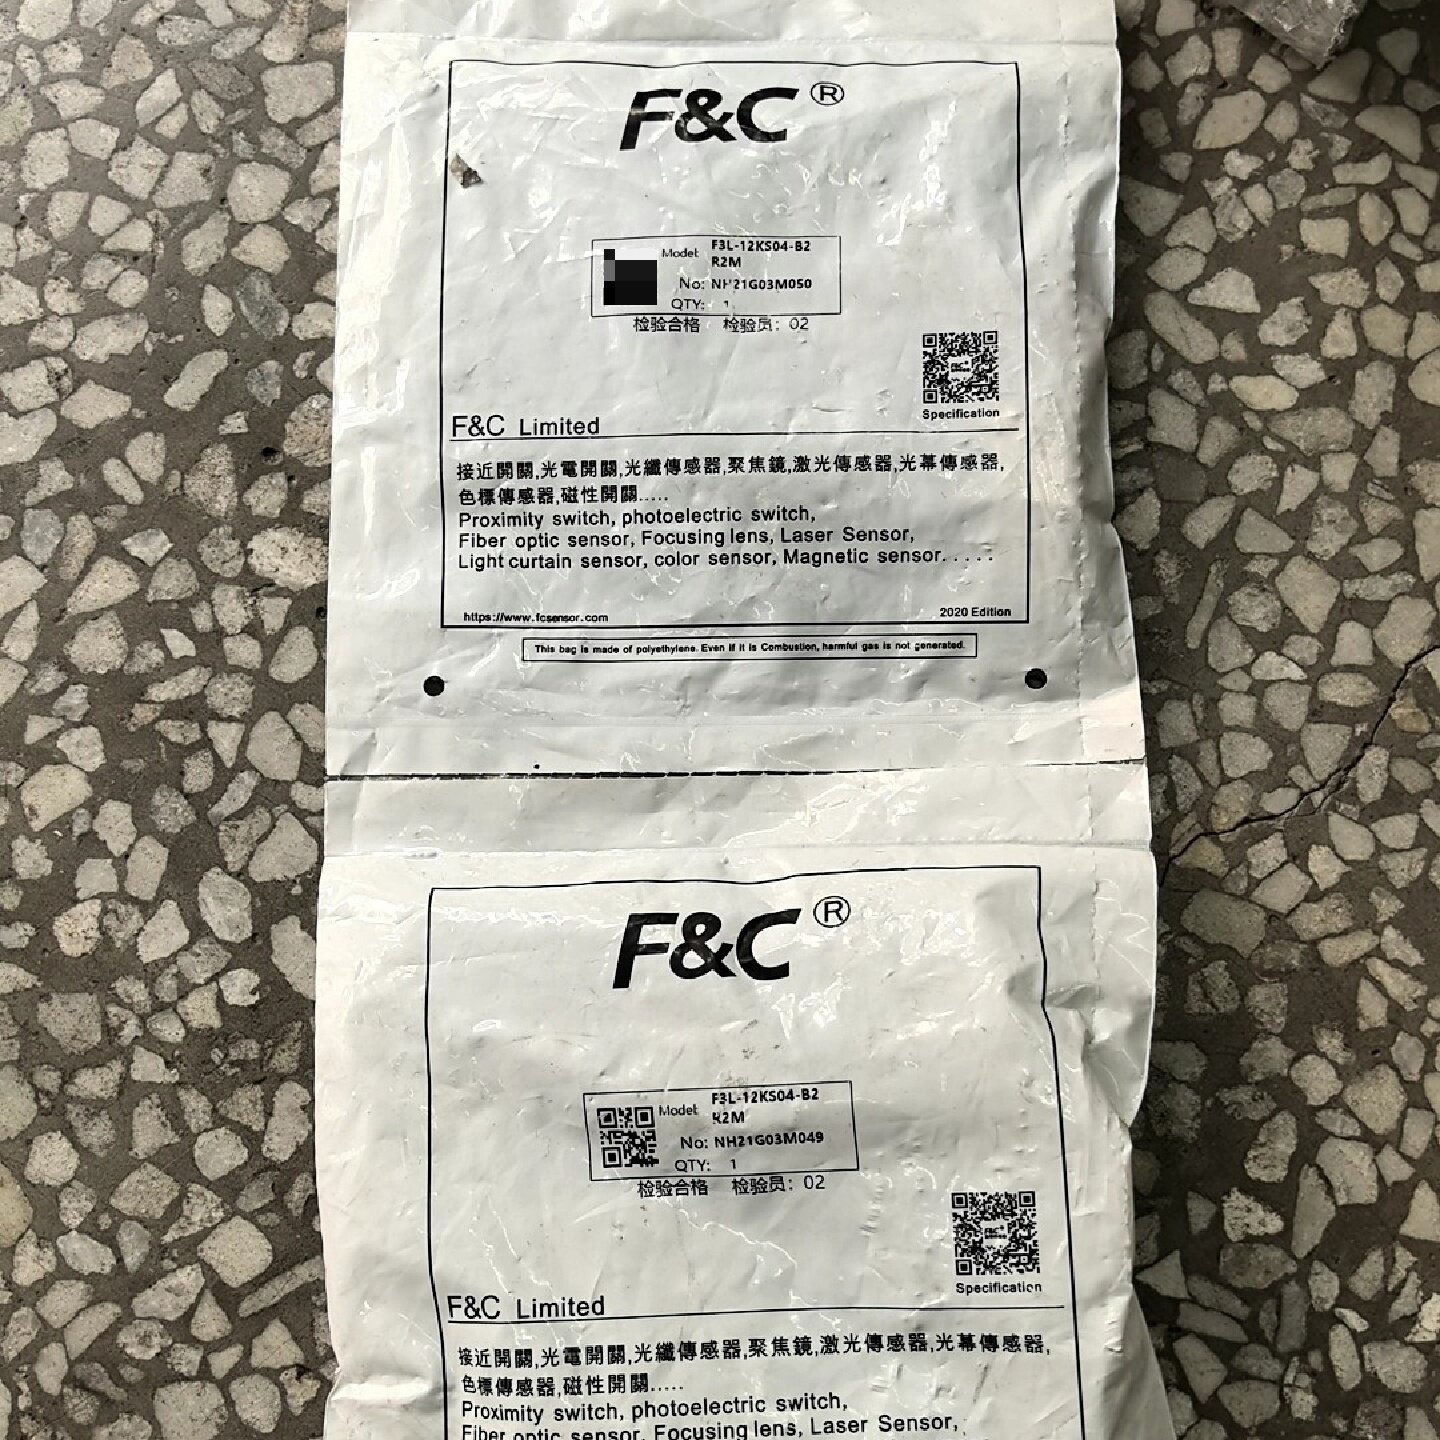 F&C®
Model: F3L-12KS04-B2
R2M
No: NH21G03M050
QTY: 1
检验合格 检验员: 02
Specification
F&C Limited
接近開關,光電開關,光纖傳感器,聚焦鏡,激光傳感器,光幕傳感器,
色標傳感器,磁性開關.....
Proximity switch, photoelectric switch,
Fiber optic sensor, Focusing lens, Laser Sensor,
Light curtain sensor, color sensor, Magnetic sensor.....
https://www.fcsensor.com 2020 Edition
This bag is made of polyethylene. Even if it is Combustion, harmful gas is not generated.
F&C®
Model: F3L-12KS04-B2
R2M
No: NH21G03M049
QTY: 1
检验合格 检验员: 02
Specification
F&C Limited
接近開關,光電開關,光纖傳感器,聚焦鏡,激光傳感器,光幕傳感器,
色標傳感器,磁性開關.....
Proximity switch, photoelectric switch,
Fiber optic sensor, Focusing lens, Laser Sensor,